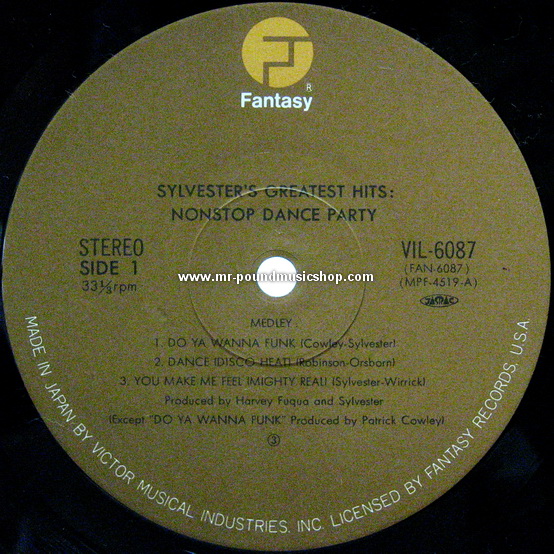 Fantasy ®
SYLVESTER'S GREATEST HITS:
NONSTOP DANCE PARTY
STEREO
SIDE 1
33⅓rpm
VIL-6087
(FAN-6087)
(MPF-4519-A)
JASRAC
www.mr-poundmusicshop.com
MEDLEY:
1. DO YA WANNA FUNK (Cowley-Sylvester)
2. DANCE (DISCO HEAT) (Robinson-Orsborn)
3. YOU MAKE ME FEEL (MIGHTY REAL) (Sylvester-Wirrick)
Produced by Harvey Fuqua and Sylvester
(Except "DO YA WANNA FUNK" Produced by Patrick Cowley)
③
MADE IN JAPAN BY VICTOR MUSICAL INDUSTRIES, INC. LICENSED BY FANTASY RECORDS, U.S.A.